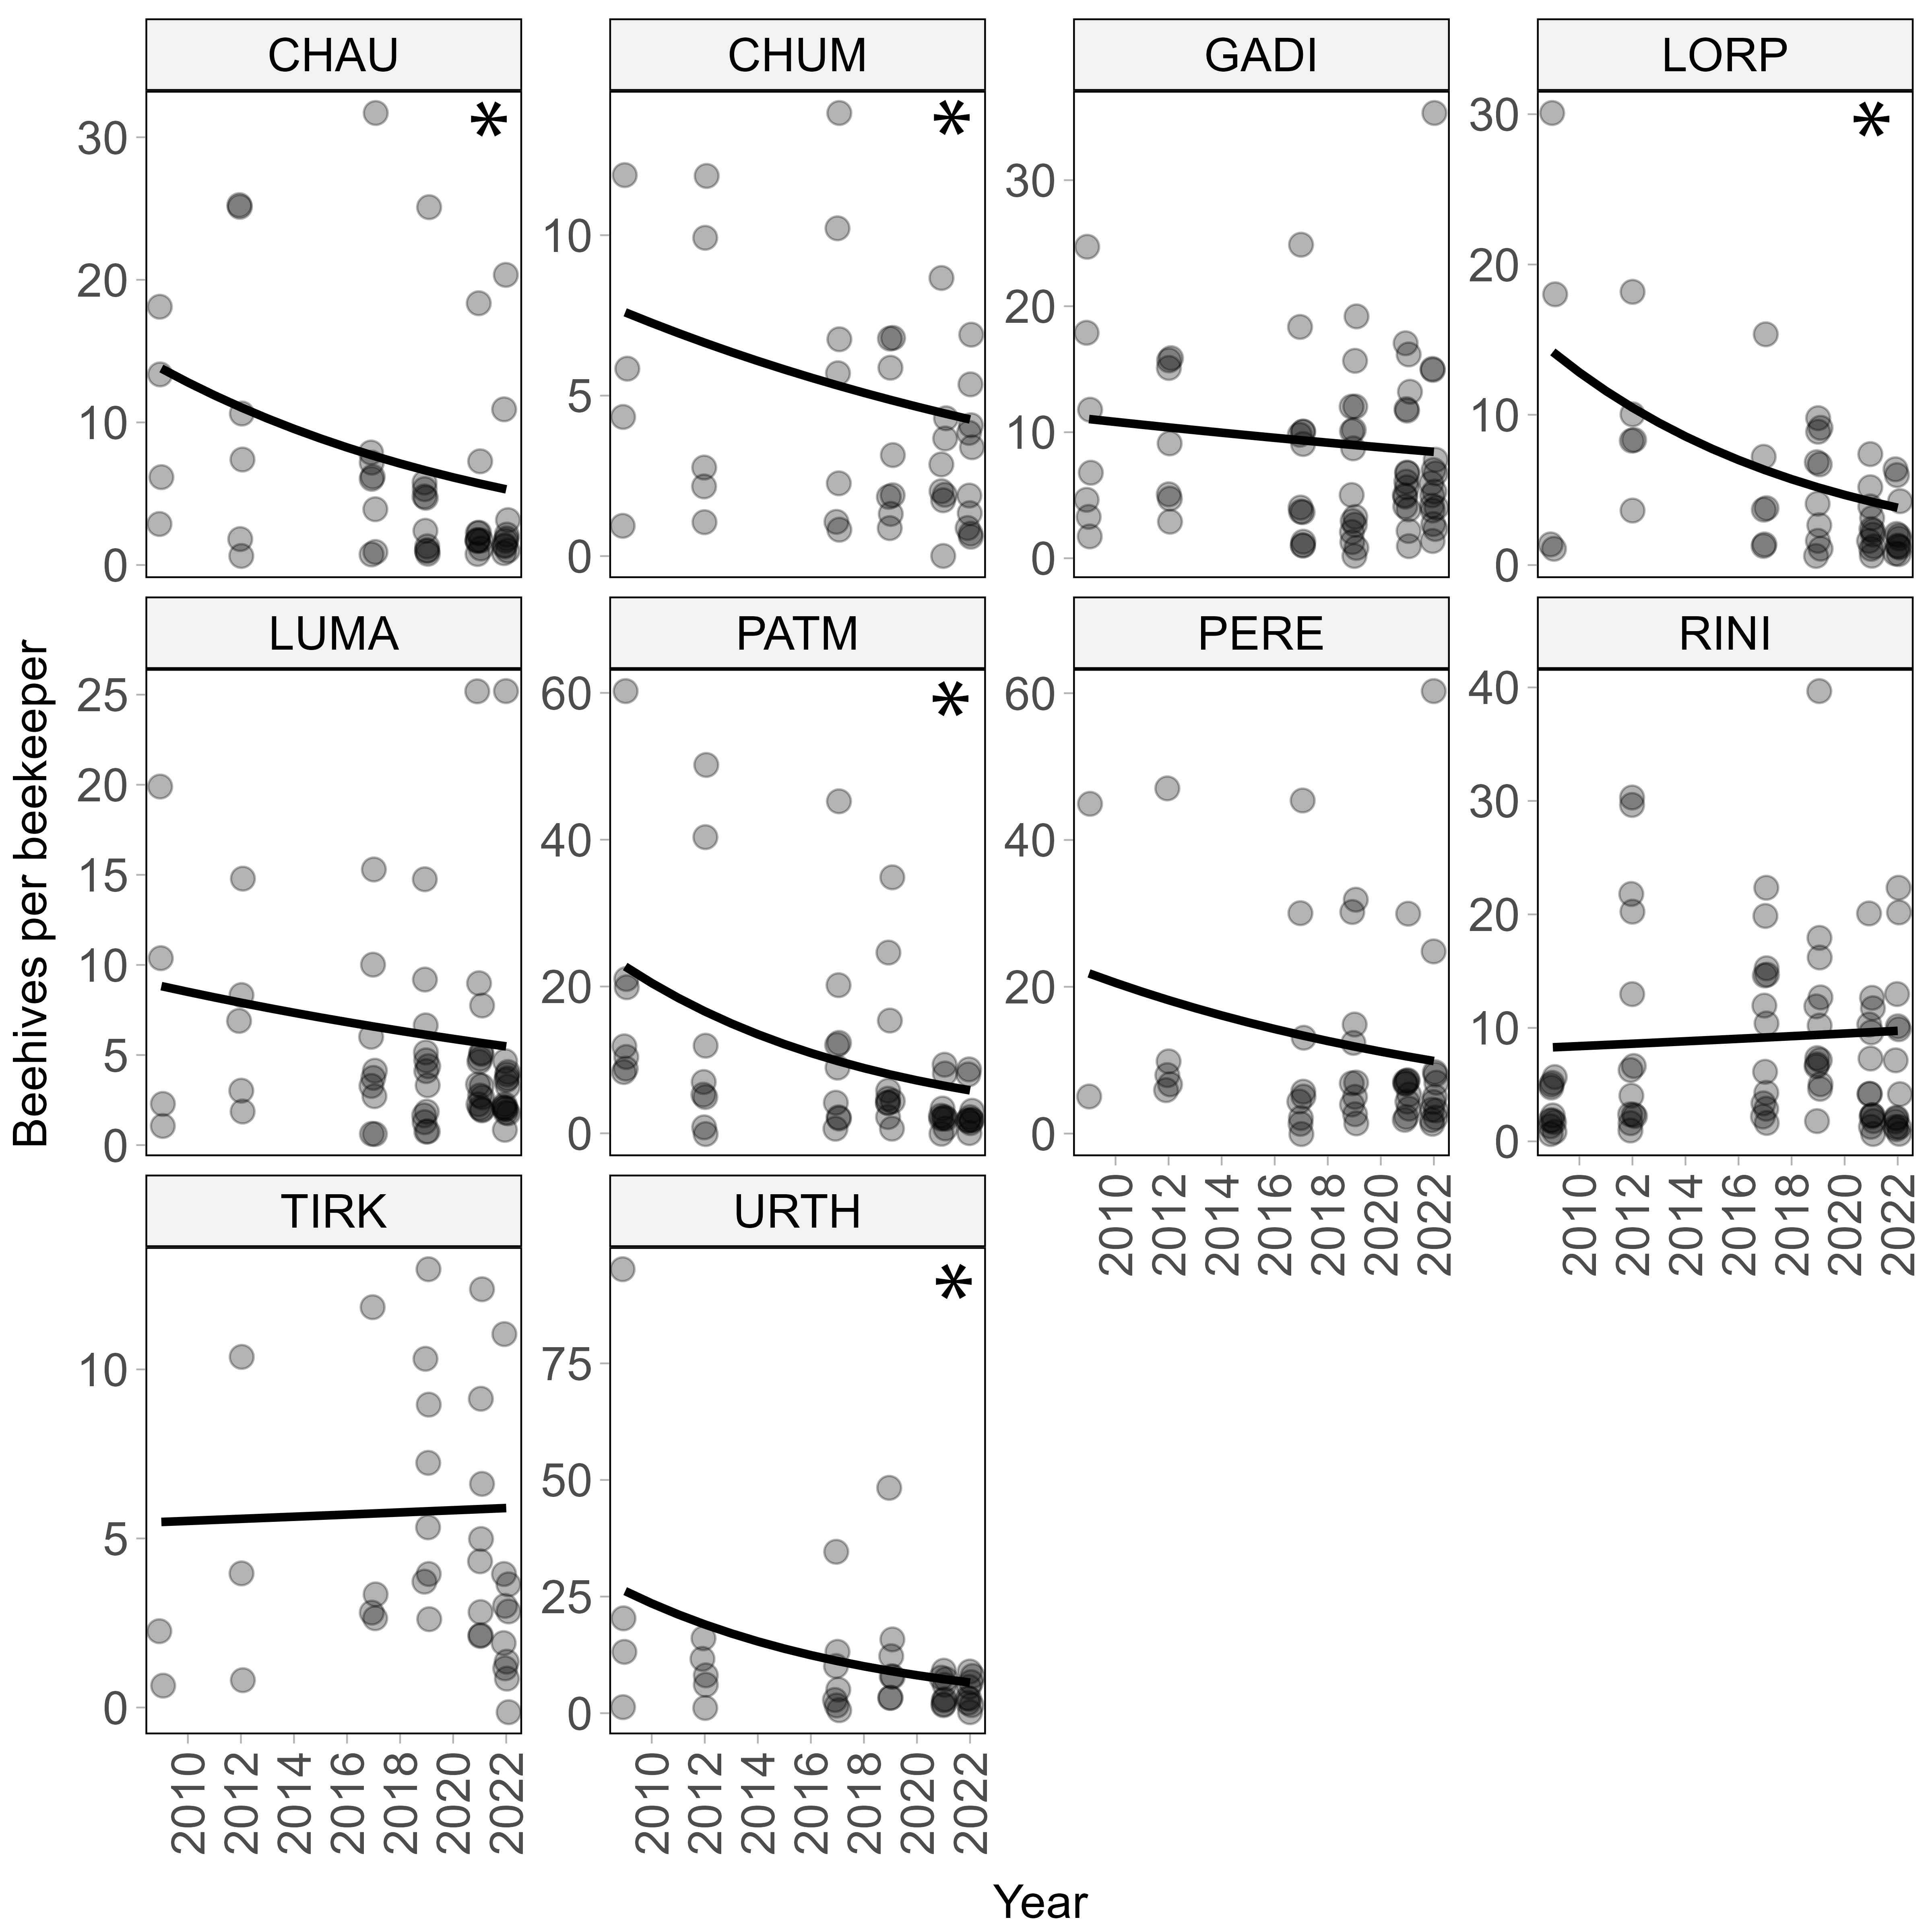 CHAU CHUM GADI LORP
* * *
30 10 30 30
20 5 20 20
10 0 10 10
0 0 0
LUMA PATM PERE RINI
*
25 60 60 40
20 40 40 30
15 20 20 20
10 0 0 10
5 0
0
2010 2012 2014 2016 2018 2020 2022
2010 2012 2014 2016 2018 2020 2022
TIRK URTH
*
10 75
5 50
0 25
0
2010 2012 2014 2016 2018 2020 2022
2010 2012 2014 2016 2018 2020 2022
Beehives per beekeeper
Year